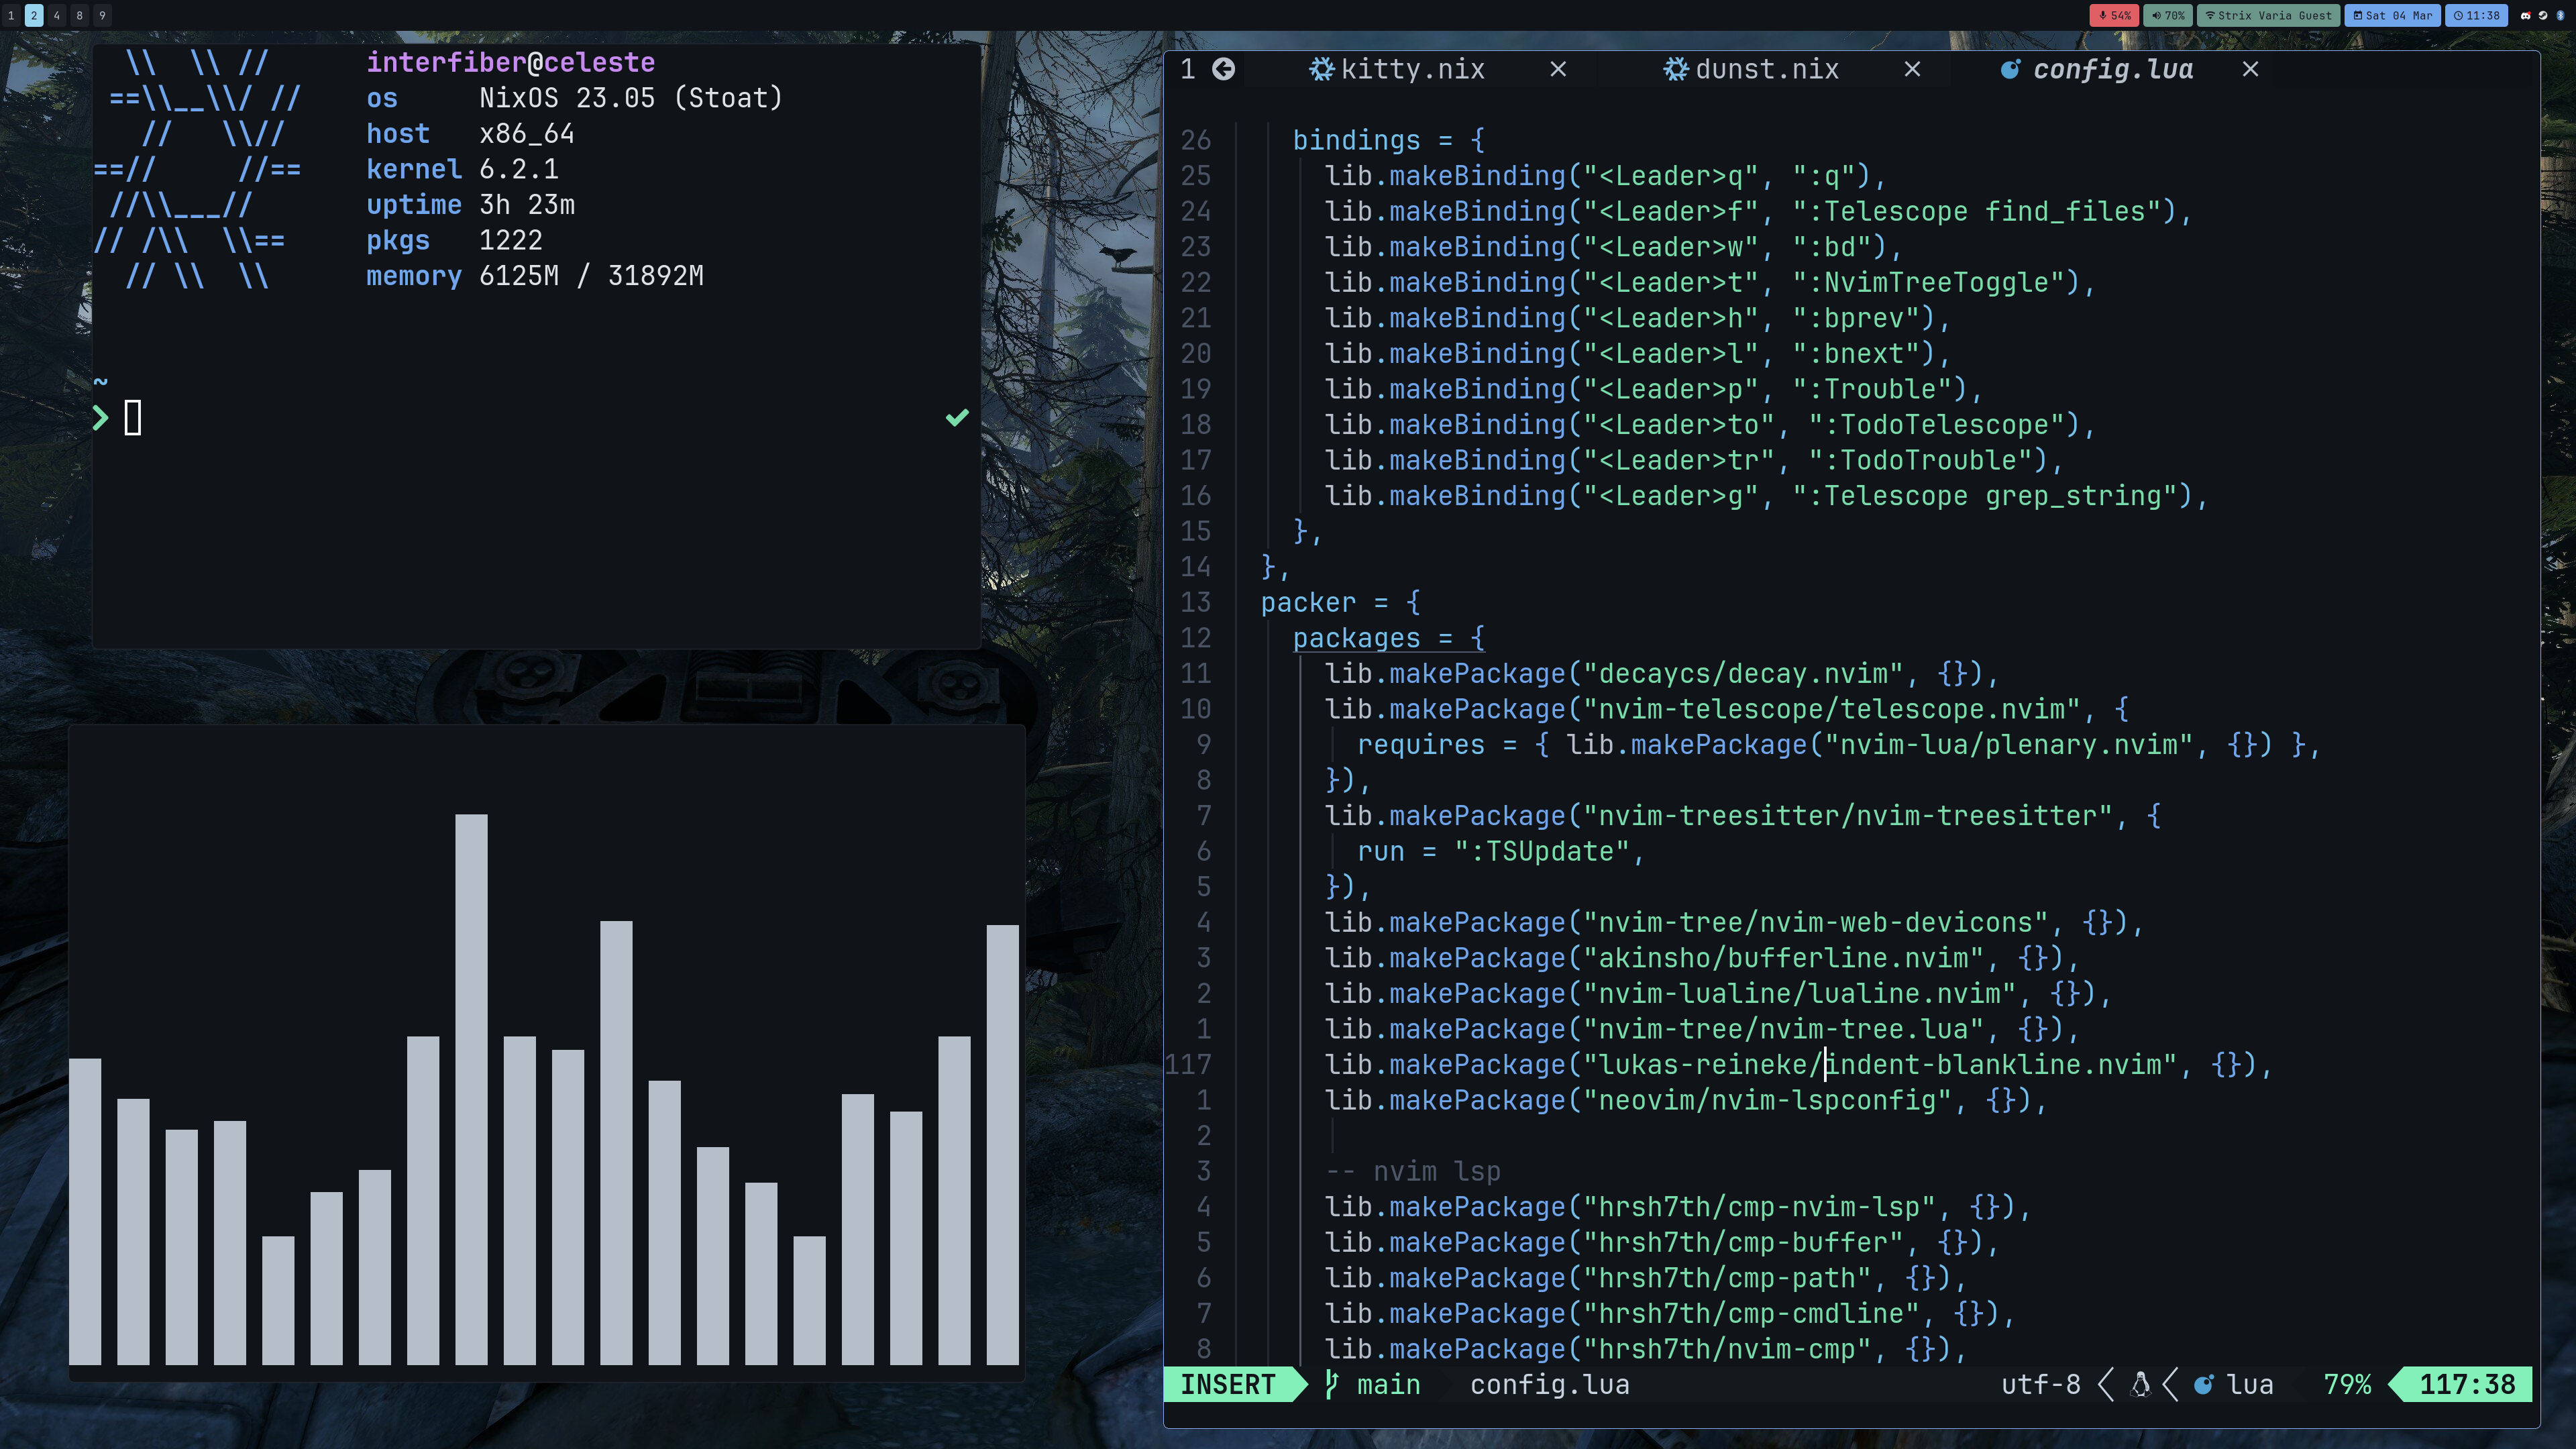 1 2 4 8 9
54% 70% Strix Varia Guest Sat 04 Mar 11:38
\\  \\ //
==\\__\\/ //
//   \\//
==//     //==
//\\___//
// /\\  \\==
// \\  \\
interfiber@celeste
os NixOS 23.05 (Stoat)
host x86_64
kernel 6.2.1
uptime 3h 23m
pkgs 1222
memory 6125M / 31892M
~
1 kitty.nix dunst.nix config.lua
26 bindings = {
25 lib.makeBinding("<Leader>q", ":q"),
24 lib.makeBinding("<Leader>f", ":Telescope find_files"),
23 lib.makeBinding("<Leader>w", ":bd"),
22 lib.makeBinding("<Leader>t", ":NvimTreeToggle"),
21 lib.makeBinding("<Leader>h", ":bprev"),
20 lib.makeBinding("<Leader>l", ":bnext"),
19 lib.makeBinding("<Leader>p", ":Trouble"),
18 lib.makeBinding("<Leader>to", ":TodoTelescope"),
17 lib.makeBinding("<Leader>tr", ":TodoTrouble"),
16 lib.makeBinding("<Leader>g", ":Telescope grep_string"),
15 },
14 },
13 packer = {
12 packages = {
11 lib.makePackage("decaycs/decay.nvim", {}),
10 lib.makePackage("nvim-telescope/telescope.nvim", {
9 requires = { lib.makePackage("nvim-lua/plenary.nvim", {}) },
8 }),
7 lib.makePackage("nvim-treesitter/nvim-treesitter", {
6 run = ":TSUpdate",
5 }),
4 lib.makePackage("nvim-tree/nvim-web-devicons", {}),
3 lib.makePackage("akinsho/bufferline.nvim", {}),
2 lib.makePackage("nvim-lualine/lualine.nvim", {}),
1 lib.makePackage("nvim-tree/nvim-tree.lua", {}),
117 lib.makePackage("lukas-reineke/indent-blankline.nvim", {}),
1 lib.makePackage("neovim/nvim-lspconfig", {}),
2
3 -- nvim lsp
4 lib.makePackage("hrsh7th/cmp-nvim-lsp", {}),
5 lib.makePackage("hrsh7th/cmp-buffer", {}),
6 lib.makePackage("hrsh7th/cmp-path", {}),
7 lib.makePackage("hrsh7th/cmp-cmdline", {}),
8 lib.makePackage("hrsh7th/nvim-cmp", {}),
INSERT main config.lua utf-8 lua 79% 117:38